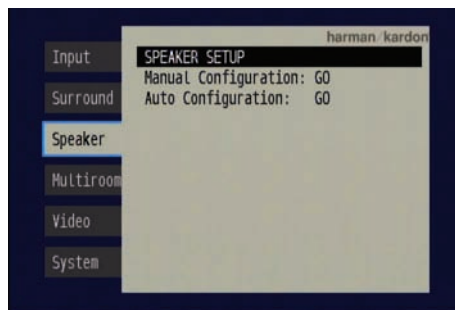 harman/kardon
Input
Surround
Speaker
Multiroom
Video
System
SPEAKER SETUP
Manual Configuration: GO
Auto Configuration: GO